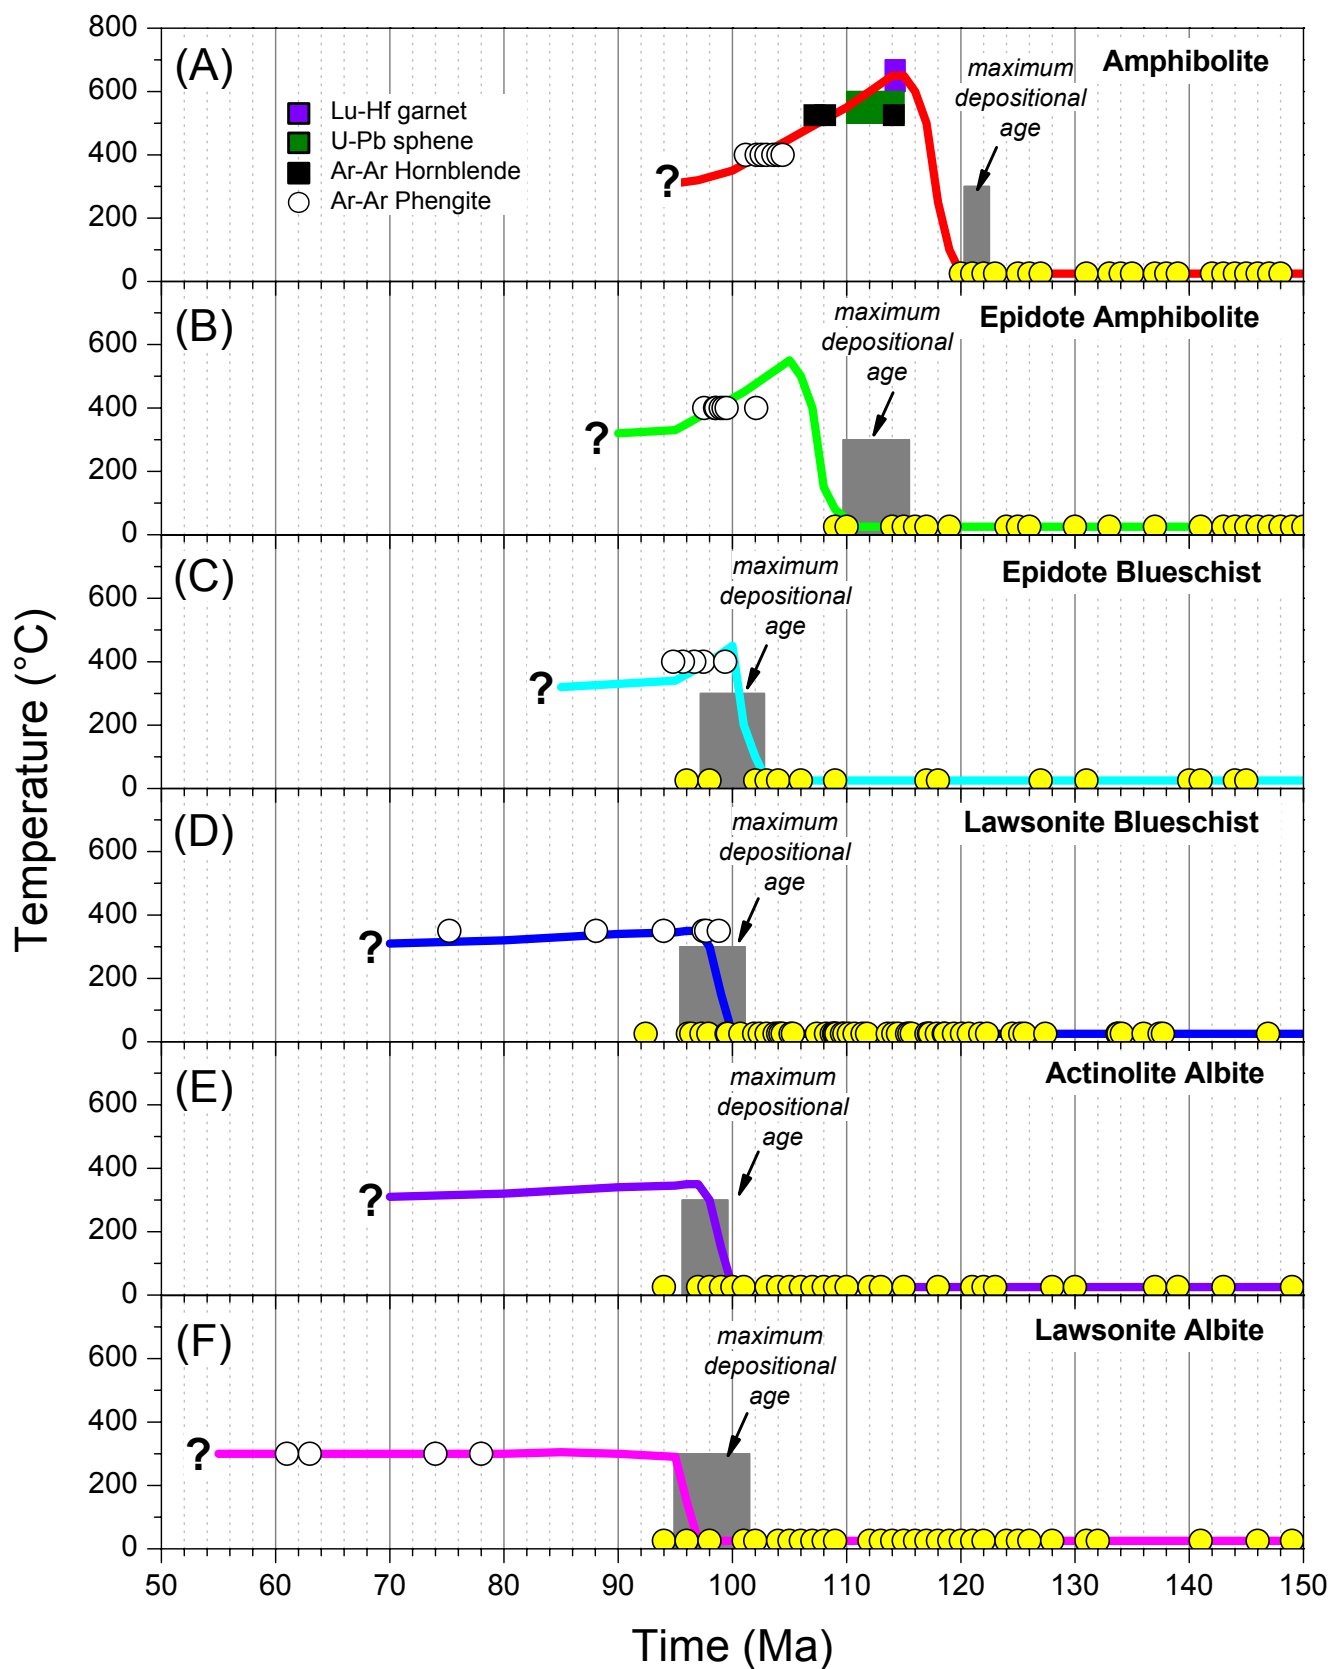 800
(A)
maximum
depositional
age
Amphibolite
Lu-Hf garnet
U-Pb sphene
Ar-Ar Hornblende
Ar-Ar Phengite
600
400
200
0
?
(B)
maximum
depositional
age
Epidote Amphibolite
600
400
200
0
?
(C)
maximum
depositional
age
Epidote Blueschist
600
400
200
0
?
(D)
maximum
depositional
age
Lawsonite Blueschist
600
400
200
0
?
(E)
maximum
depositional
age
Actinolite Albite
600
400
200
0
?
(F)
maximum
depositional
age
Lawsonite Albite
600
400
200
0
?
Temperature (°C)
50 60 70 80 90 100 110 120 130 140 150
Time (Ma)